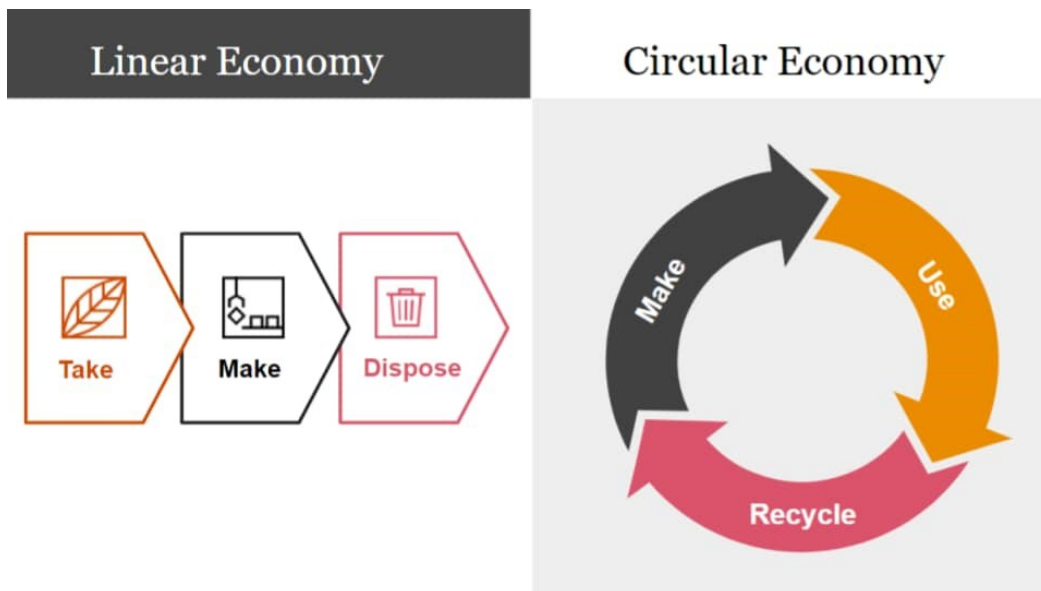 Linear Economy
Circular Economy
Take
Make
Dispose
Make
Use
Recycle